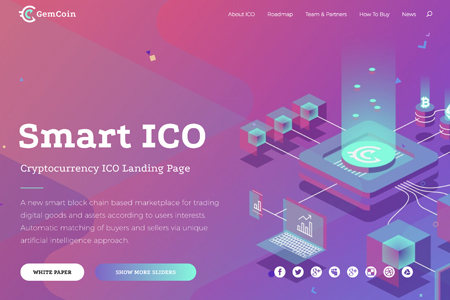 GemCoin
About ICO Roadmap Team & Partners How To Buy News
Smart ICO
Cryptocurrency ICO Landing Page
A new smart block chain based marketplace for trading
digital goods and assets according to users interests.
Automatic matching of buyers and sellers via unique
artificial intelligence approach.
WHITE PAPER SHOW MORE SLIDERS